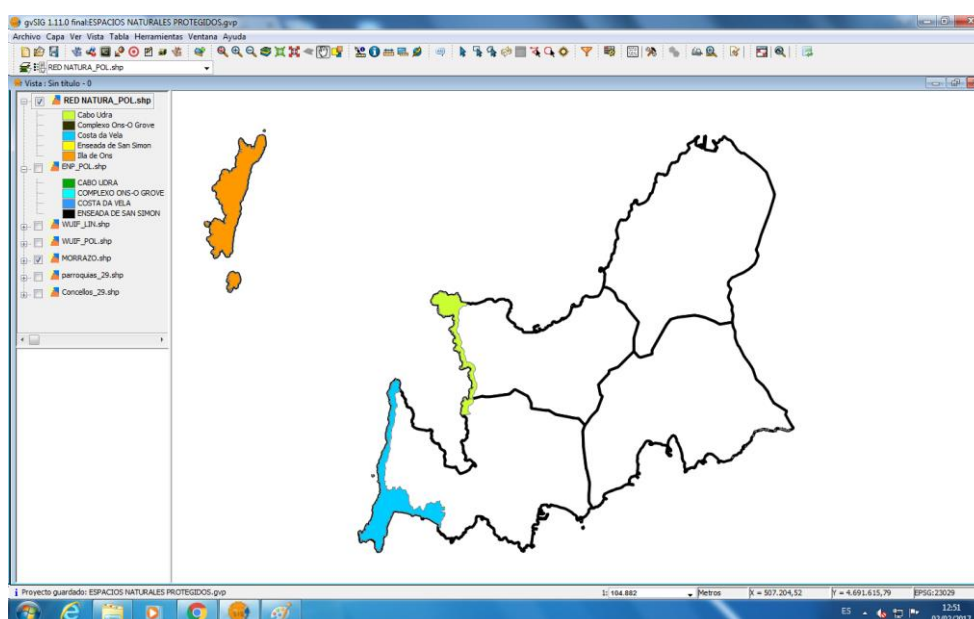 gvSIG 1.11.0 final:ESPACIOS NATURALES PROTEGIDOS.gvp
Archivo Capa Ver Vista Tabla Herramientas Ventana Ayuda
RED NATURA_POL.shp
Vista : Sin título - 0
RED NATURA_POL.shp
Cabo Udra
Complexo Ons-O Grove
Costa da Vela
Enseada de San Simon
Illa de Ons
ENP_POL.shp
CABO UDRA
COMPLEXO ONS-O GROVE
COSTA DA VELA
ENSEADA DE SAN SIMON
WUIF_LIN.shp
WUIF_POL.shp
MORRAZO.shp
parroquias_29.shp
Concellos_29.shp
Proyecto guardado: ESPACIOS NATURALES PROTEGIDOS.gvp
1: 104.882
Metros
X = 507.204,52
Y = 4.691.615,79
EPSG:23029
ES
12:51